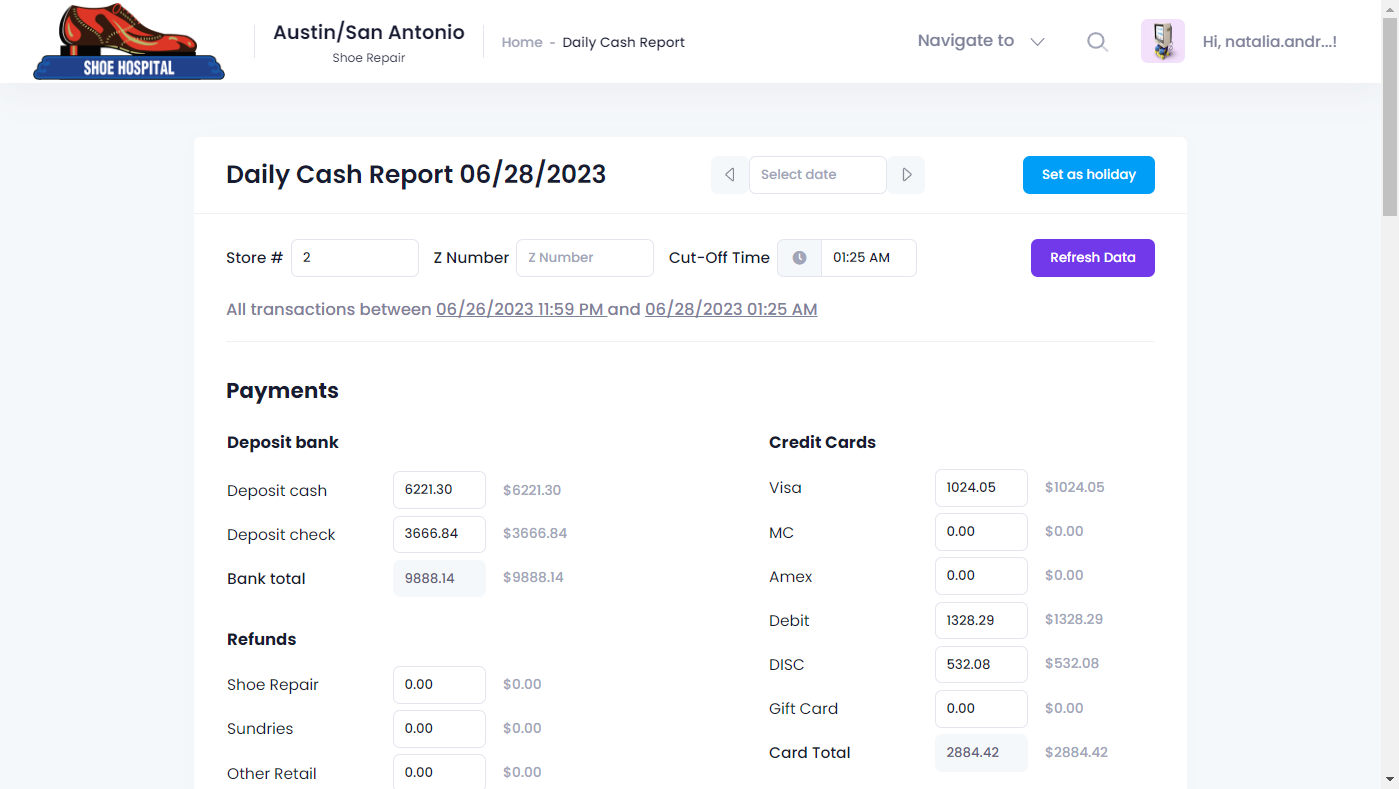 SHOE HOSPITAL
Austin/San Antonio
Shoe Repair
Home - Daily Cash Report
Navigate to
Hi, natalia.andr...!
Daily Cash Report 06/28/2023
Select date
Set as holiday
Store # 2
Z Number Z Number
Cut-Off Time 01:25 AM
Refresh Data
All transactions between 06/26/2023 11:59 PM and 06/28/2023 01:25 AM
Payments
Deposit bank
Deposit cash 6221.30 $6221.30
Deposit check 3666.84 $3666.84
Bank total 9888.14 $9888.14
Refunds
Shoe Repair 0.00 $0.00
Sundries 0.00 $0.00
Other Retail 0.00 $0.00
Credit Cards
Visa 1024.05 $1024.05
MC 0.00 $0.00
Amex 0.00 $0.00
Debit 1328.29 $1328.29
DISC 532.08 $532.08
Gift Card 0.00 $0.00
Card Total 2884.42 $2884.42